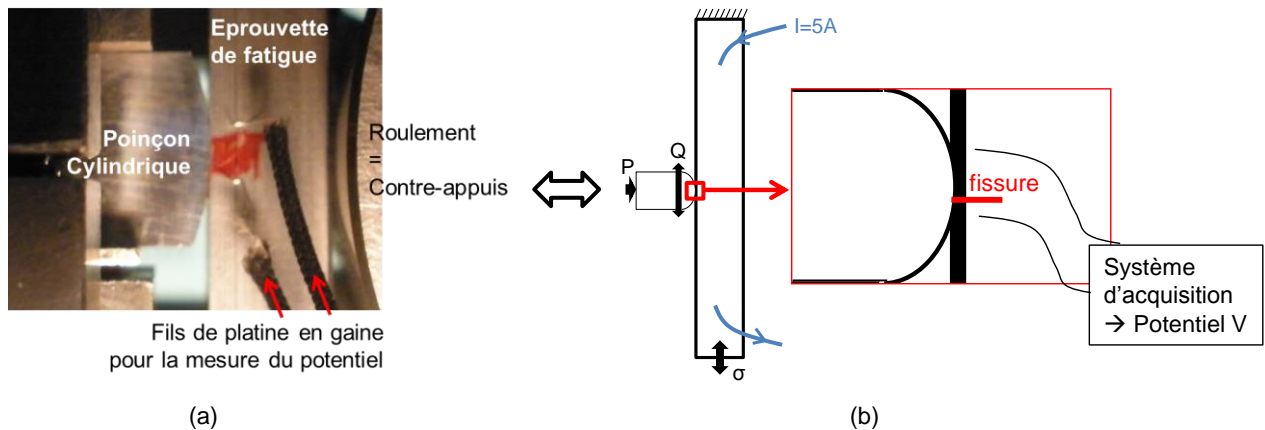 Eprouvette
de fatigue
Poinçon
Cylindrique
Roulement
=
Contre-appuis
Fils de platine en gaine
pour la mesure du potentiel
(a)
I=5A
P
Q
fissure
Système
d'acquisition
→ Potentiel V
σ
(b)